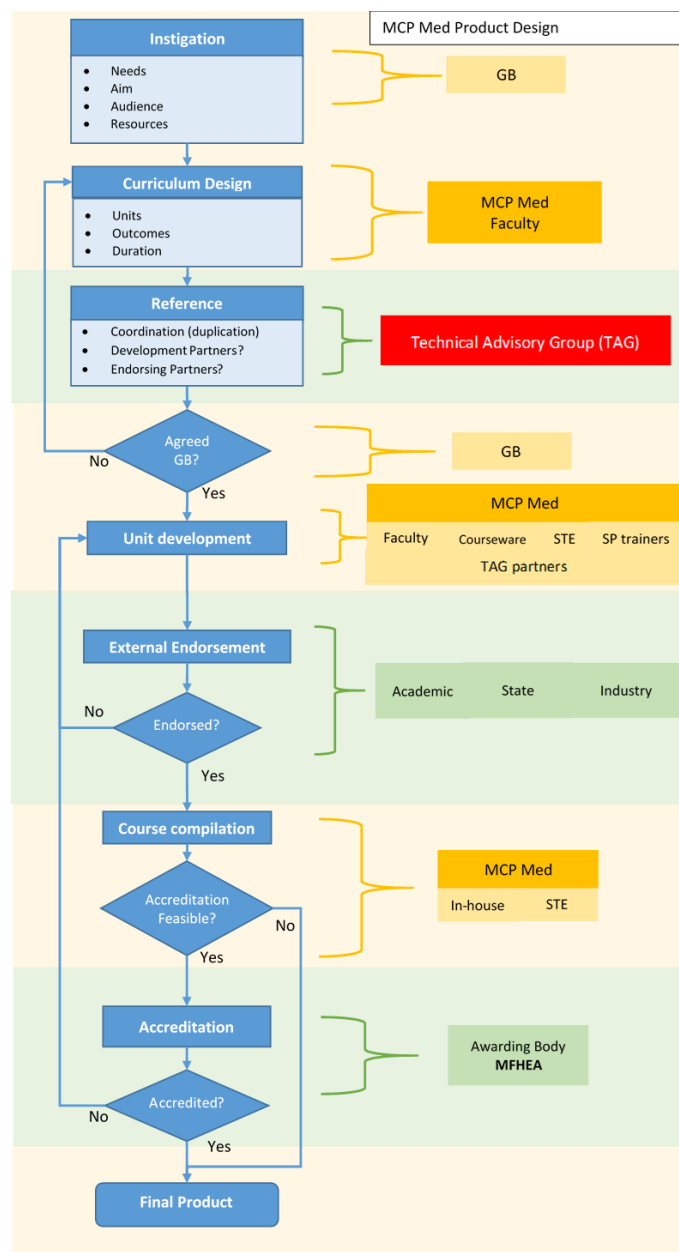 MCP Med Product Design
Instigation
Needs
Aim
Audience
Resources
GB
Curriculum Design
Units
Outcomes
Duration
MCP Med
Faculty
Reference
Coordination (duplication)
Development Partners?
Endorsing Partners?
Technical Advisory Group (TAG)
Agreed
GB?
No
Yes
GB
Unit development
MCP Med
Faculty Courseware STE SP trainers
TAG partners
External Endorsement
Endorsed?
No
Yes
Academic State Industry
Course compilation
Accreditation
Feasible?
No
Yes
MCP Med
In-house STE
Accreditation
Accredited?
No
Yes
Awarding Body
MFHEA
Final Product